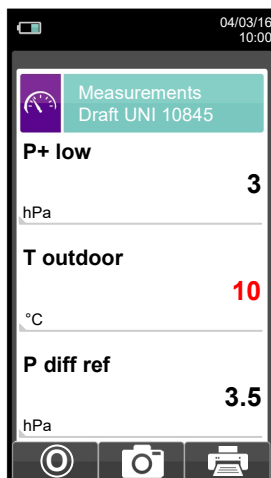 04/03/16
10:00
Measurements
Draft UNI 10845
P+ low
3
hPa
T outdoor
10
°C
P diff ref
3.5
hPa